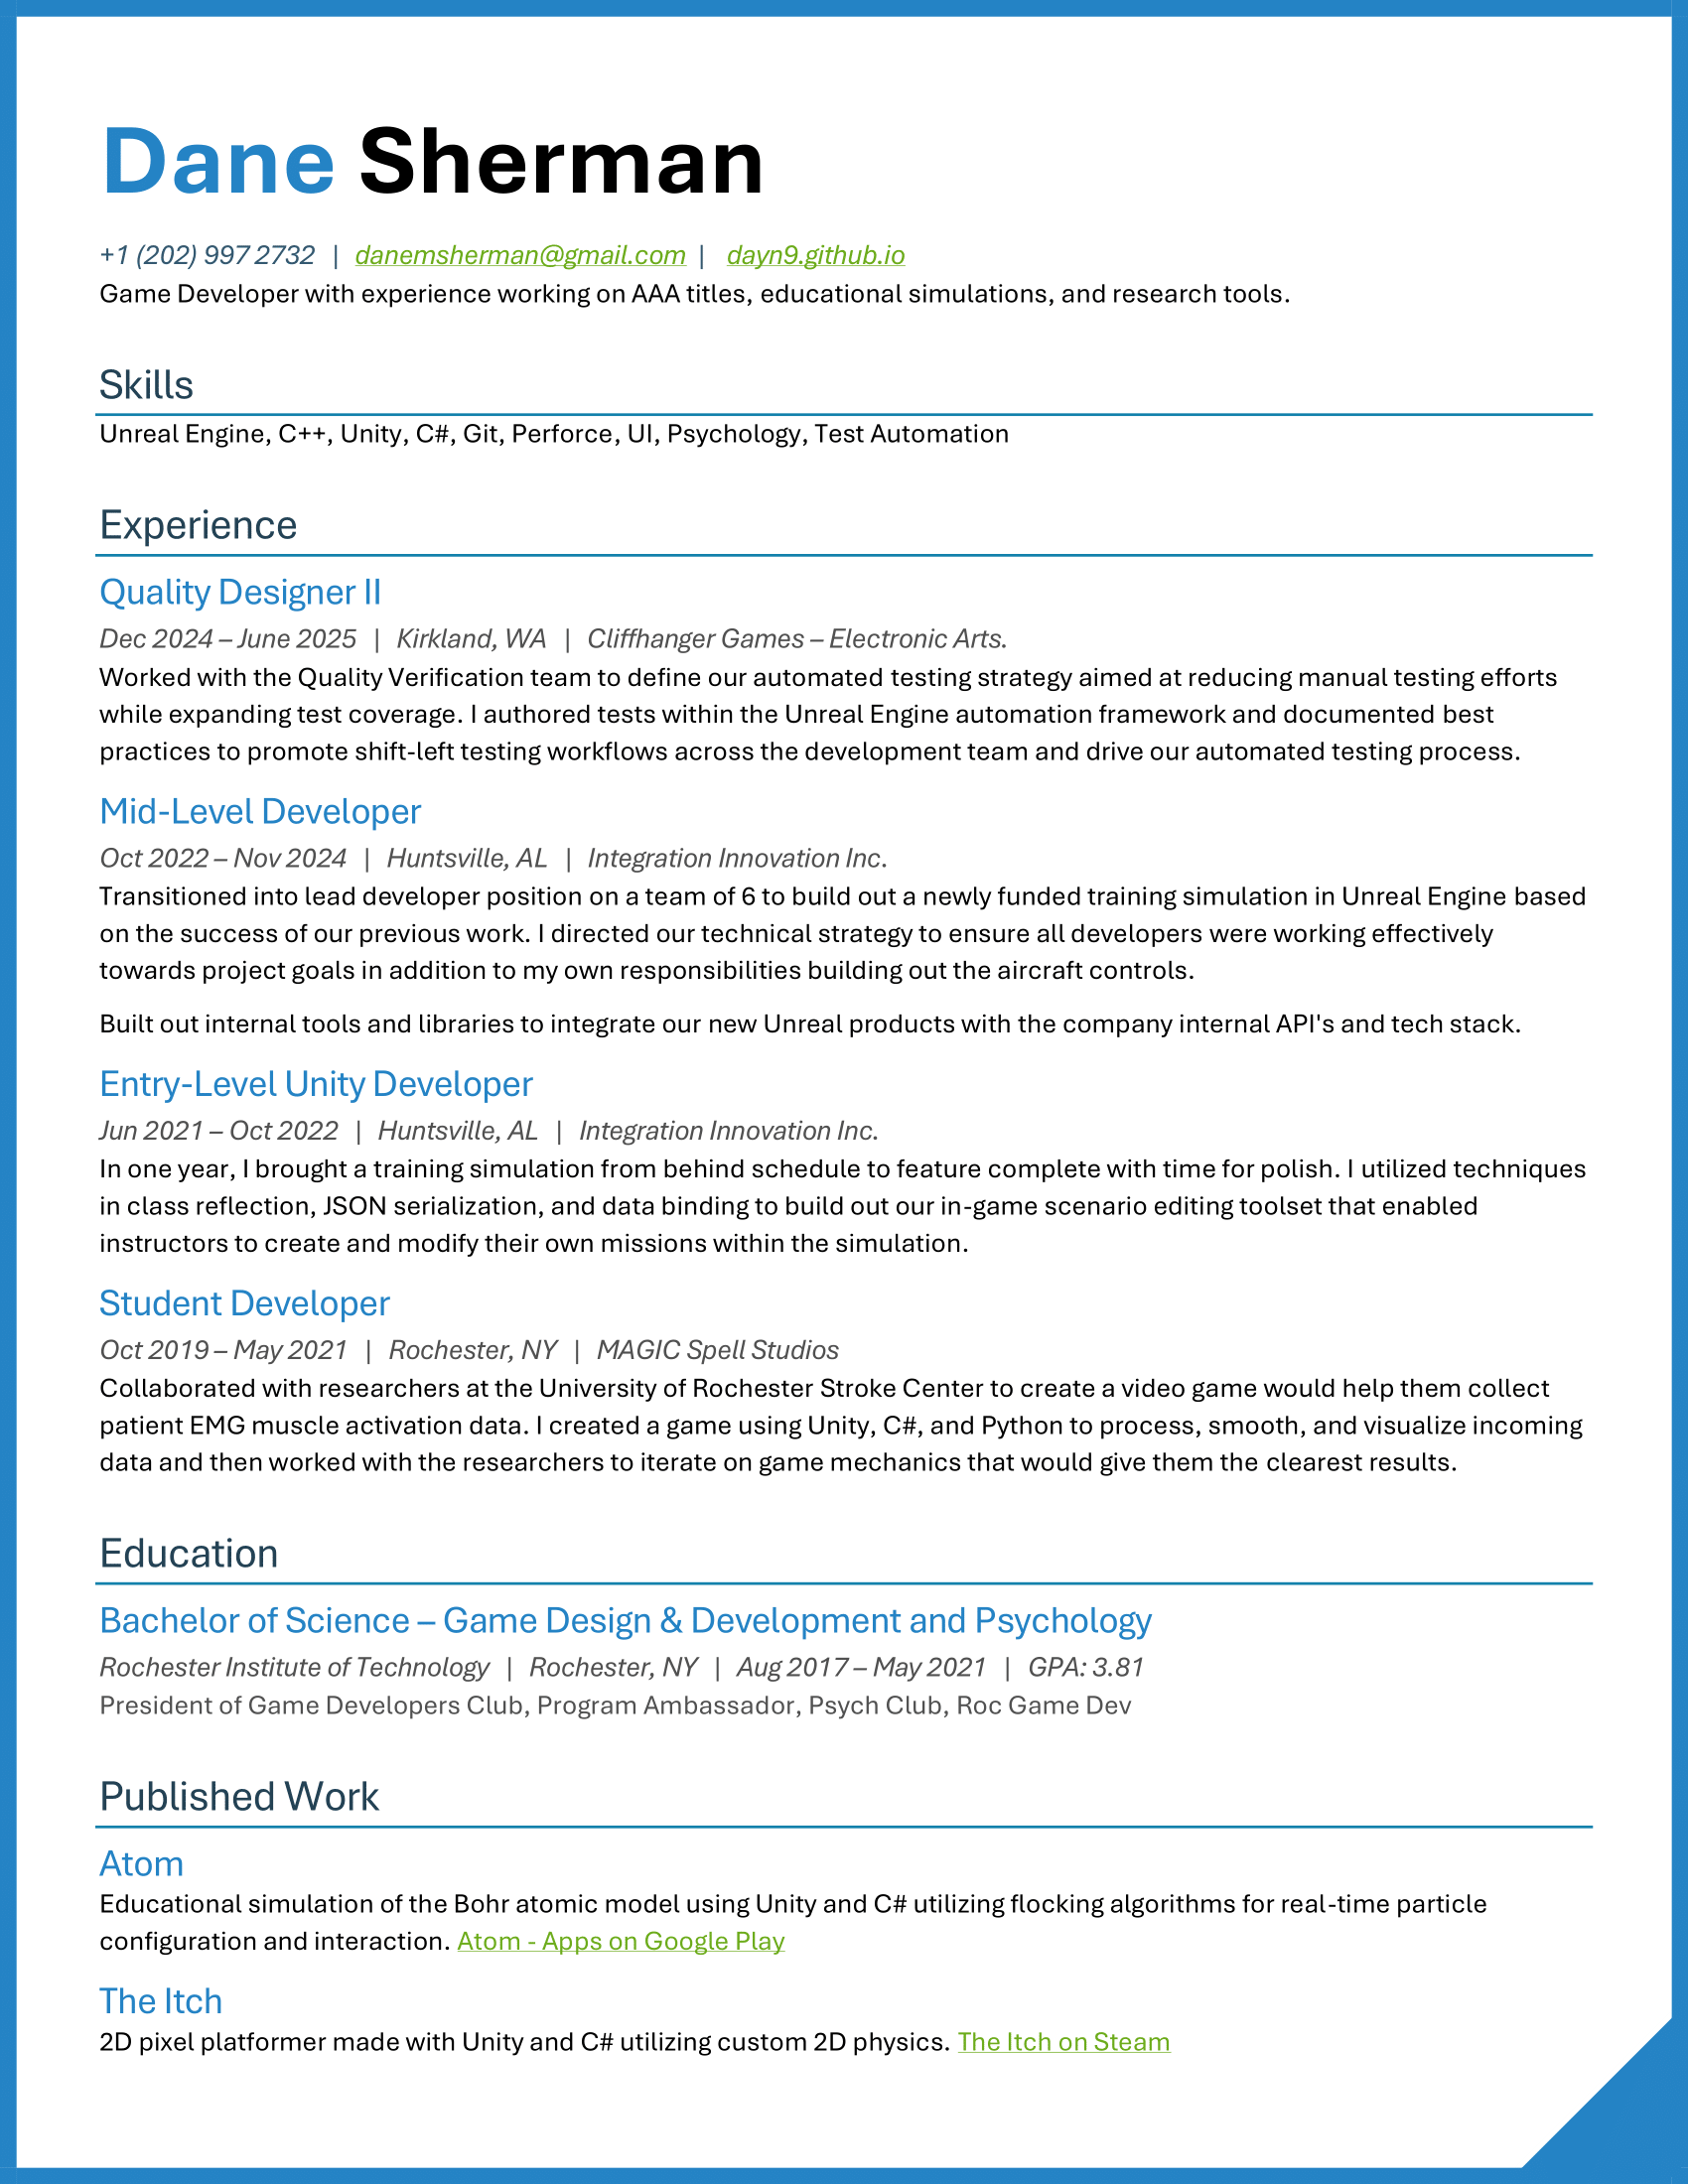 Dane Sherman
+1 (202) 997 2732 | danemsherman@gmail.com | dayn9.github.io
Game Developer with experience working on AAA titles, educational simulations, and research tools.
Skills
Unreal Engine, C++, Unity, C#, Git, Perforce, UI, Psychology, Test Automation
Experience
Quality Designer II
Dec 2024 – June 2025 | Kirkland, WA | Cliffhanger Games – Electronic Arts.
Worked with the Quality Verification team to define our automated testing strategy aimed at reducing manual testing efforts
while expanding test coverage. I authored tests within the Unreal Engine automation framework and documented best
practices to promote shift-left testing workflows across the development team and drive our automated testing process.
Mid-Level Developer
Oct 2022 – Nov 2024 | Huntsville, AL | Integration Innovation Inc.
Transitioned into lead developer position on a team of 6 to build out a newly funded training simulation in Unreal Engine based
on the success of our previous work. I directed our technical strategy to ensure all developers were working effectively
towards project goals in addition to my own responsibilities building out the aircraft controls.
Built out internal tools and libraries to integrate our new Unreal products with the company internal API's and tech stack.
Entry-Level Unity Developer
Jun 2021 – Oct 2022 | Huntsville, AL | Integration Innovation Inc.
In one year, I brought a training simulation from behind schedule to feature complete with time for polish. I utilized techniques
in class reflection, JSON serialization, and data binding to build out our in-game scenario editing toolset that enabled
instructors to create and modify their own missions within the simulation.
Student Developer
Oct 2019 – May 2021 | Rochester, NY | MAGIC Spell Studios
Collaborated with researchers at the University of Rochester Stroke Center to create a video game would help them collect
patient EMG muscle activation data. I created a game using Unity, C#, and Python to process, smooth, and visualize incoming
data and then worked with the researchers to iterate on game mechanics that would give them the clearest results.
Education
Bachelor of Science – Game Design & Development and Psychology
Rochester Institute of Technology | Rochester, NY | Aug 2017 – May 2021 | GPA: 3.81
President of Game Developers Club, Program Ambassador, Psych Club, Roc Game Dev
Published Work
Atom
Educational simulation of the Bohr atomic model using Unity and C# utilizing flocking algorithms for real-time particle
configuration and interaction. Atom - Apps on Google Play
The Itch
2D pixel platformer made with Unity and C# utilizing custom 2D physics. The Itch on Steam